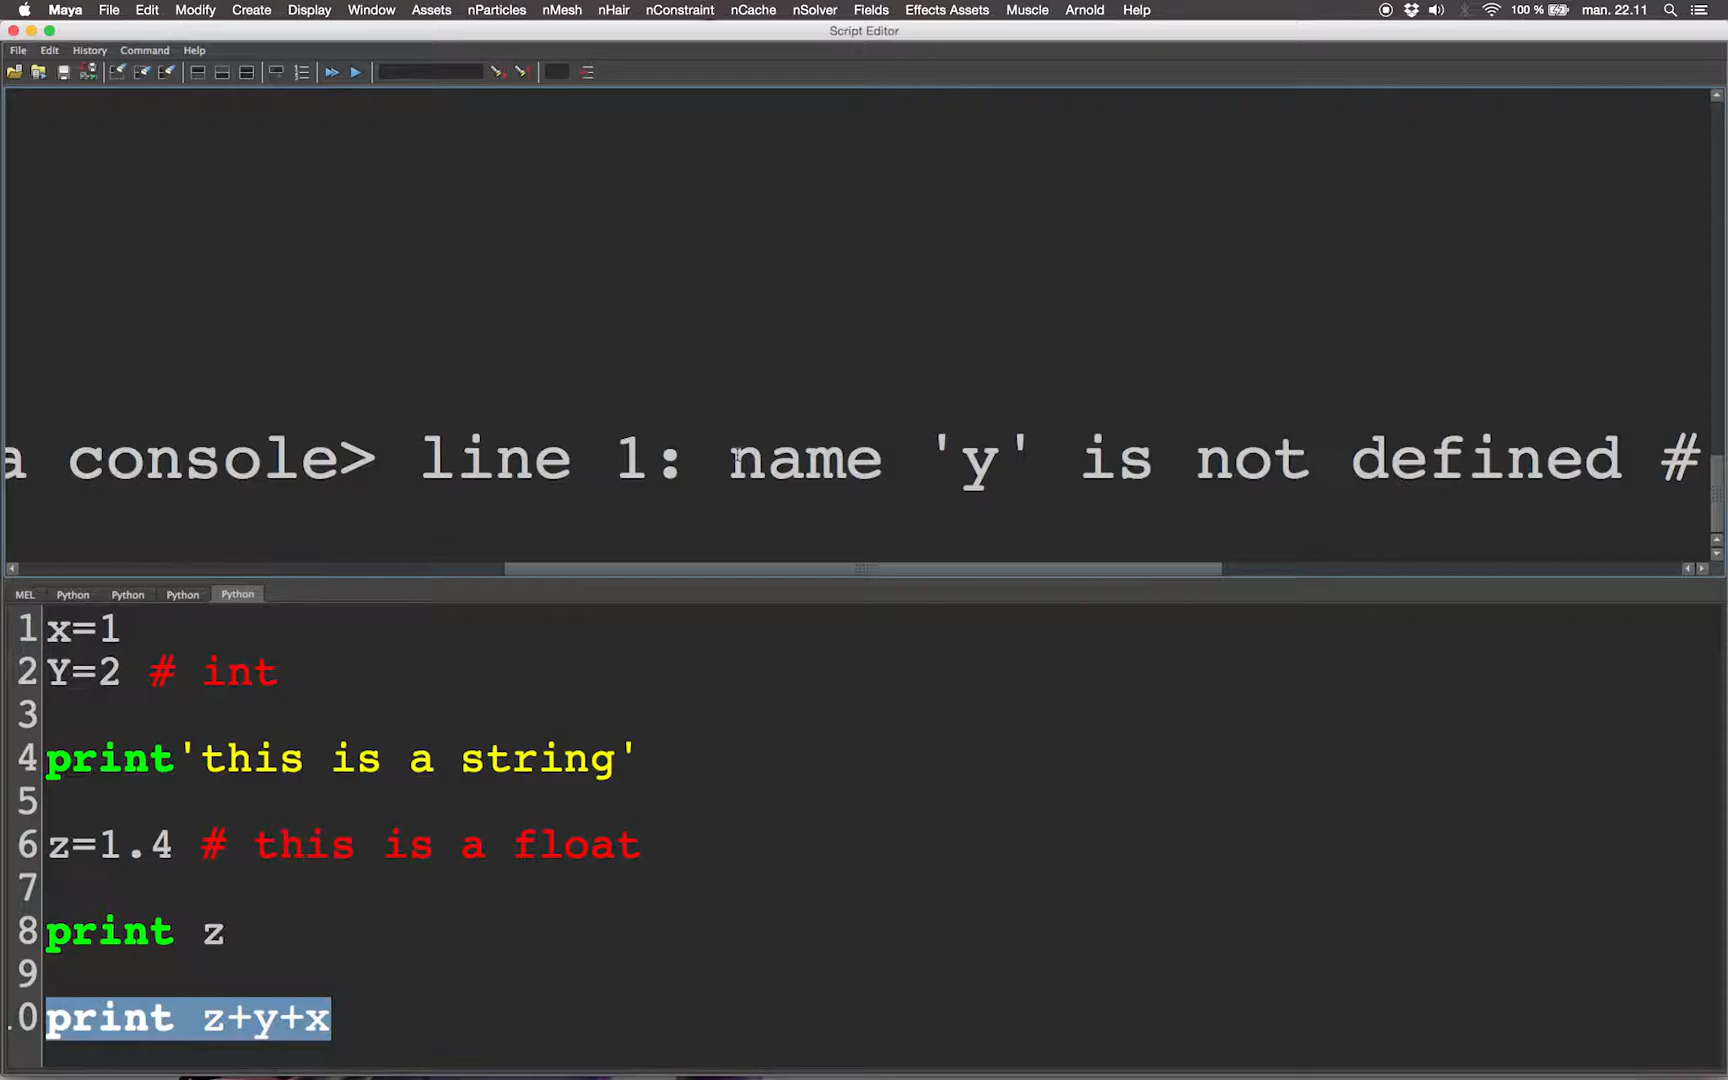 Maya File Edit Modify Create Display Window Assets nParticles nMesh nHair nConstraint nCache nSolver Fields Effects Assets Muscle Arnold Help 100 % man. 22.11
Script Editor
File Edit History Command Help
a console> line 1: name 'y' is not defined #
MEL Python Python Python Python
1 x=1
2 Y=2 # int
3
4 print'this is a string'
5
6 z=1.4 # this is a float
7
8 print z
9
.0 print z+y+x